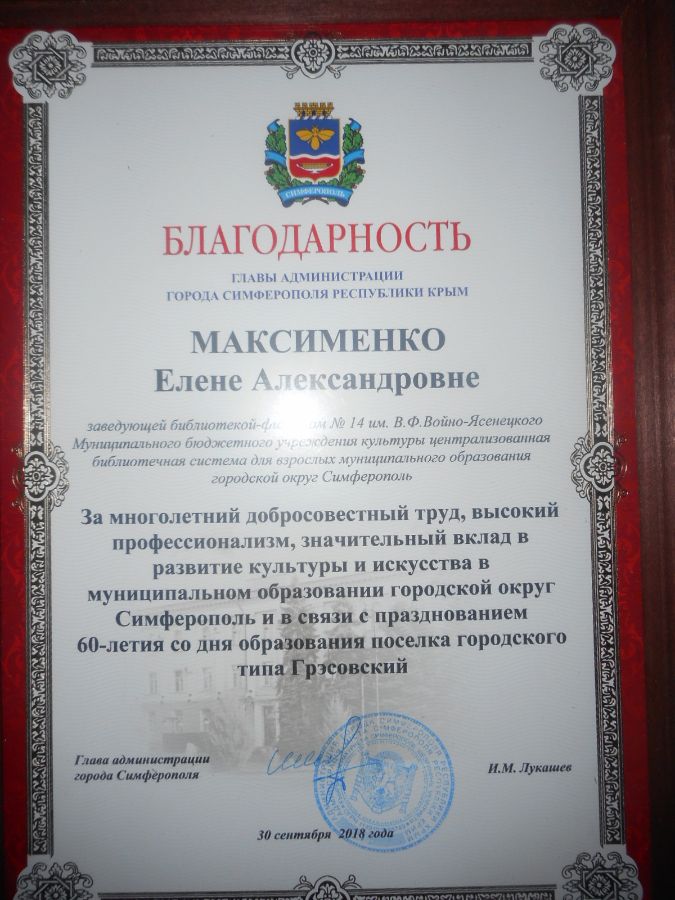 СИМФЕРОПОЛЬ
БЛАГОДАРНОСТЬ
ГЛАВЫ АДМИНИСТРАЦИИ
ГОРОДА СИМФЕРОПОЛЯ РЕСПУБЛИКИ КРЫМ
МАКСИМЕНКО
Елене Александровне
заведующей библиотекой-филиалом № 14 им. В.Ф.Войно-Ясенецкого
Муниципального бюджетного учреждения культуры централизованная
библиотечная система для взрослых муниципального образования
городской округ Симферополь
За многолетний добросовестный труд, высокий
профессионализм, значительный вклад в
развитие культуры и искусства в
муниципальном образовании городской округ
Симферополь и в связи с празднованием
60-летия со дня образования поселка городского
типа Грэсовский
Глава администрации
города Симферополя
И.М. Лукашев
30 сентября 2018 года